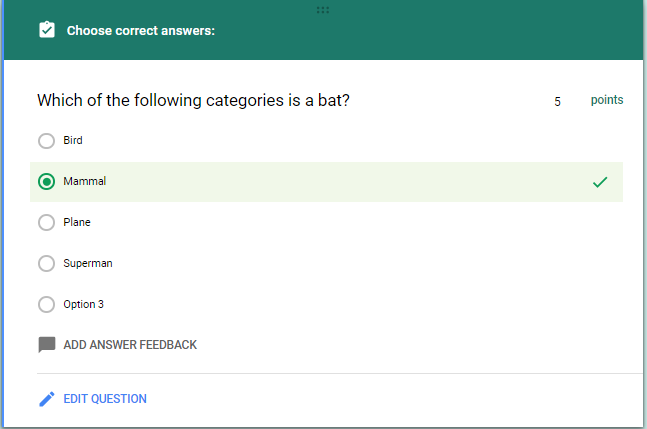 Choose correct answers:
Which of the following categories is a bat?
5 points
Bird
Mammal
Plane
Superman
Option 3
ADD ANSWER FEEDBACK
EDIT QUESTION